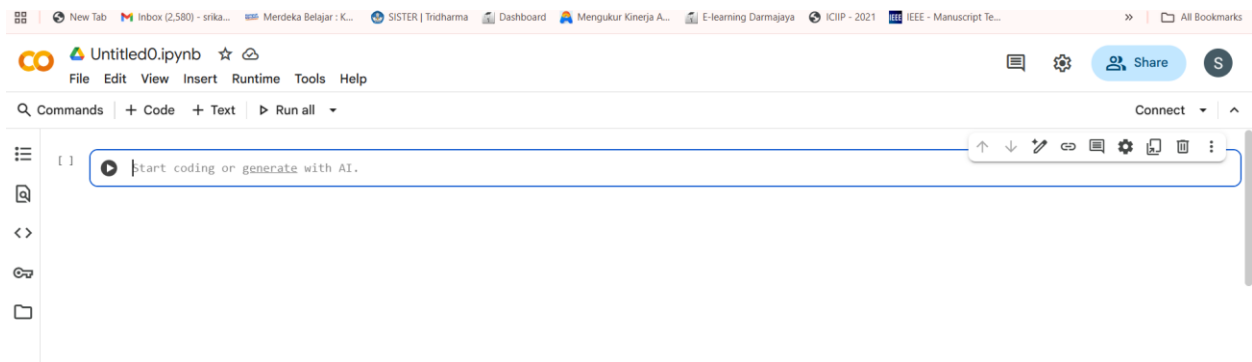 New Tab Inbox (2,580) - srika... Merdeka Belajar : K... SISTER | Tridharma Dashboard Mengukur Kinerja A... E-learning Darmajaya ICIIP - 2021 IEEE IEEE - Manuscript Te... » All Bookmarks
CO Untitled0.ipynb
File Edit View Insert Runtime Tools Help
Share S
Commands + Code + Text Run all Connect
[ ] Start coding or generate with AI.